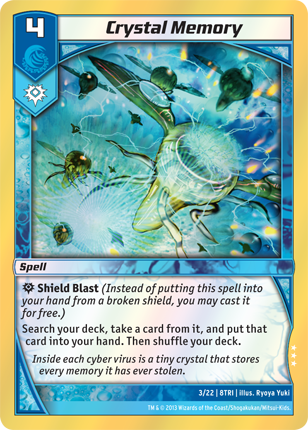 4
Crystal Memory
Spell
Shield Blast (Instead of putting this spell into
your hand from a broken shield, you may cast it
for free.)
Search your deck, take a card from it, and put that
card into your hand. Then shuffle your deck.
Inside each cyber virus is a tiny crystal that stores
every memory it has ever stolen.
3/22 | 8TRI | illus. Ryoya Yuki
TM & © 2013 Wizards of the Coast/Shogakukan/Mitsui-Kids.